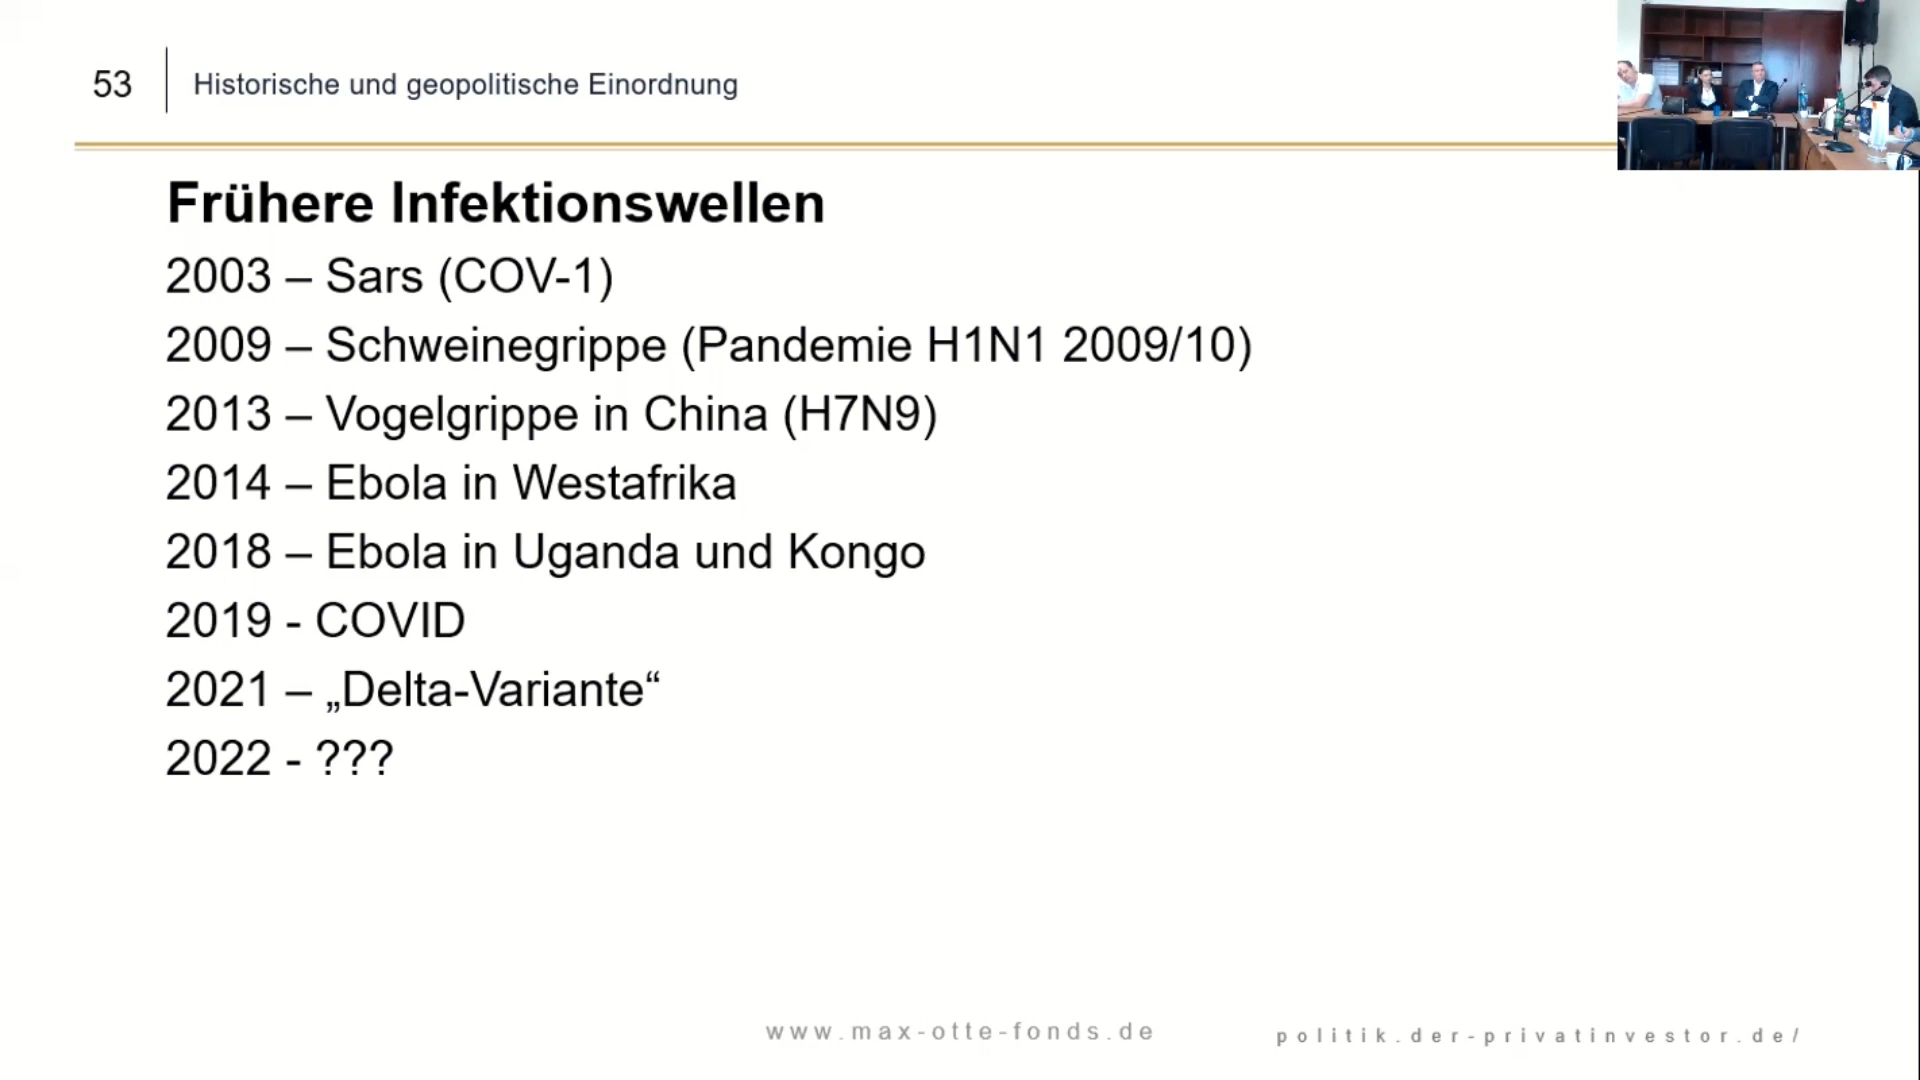 53
Historische und geopolitische Einordnung
Frühere Infektionswellen
2003 – Sars (COV-1)
2009 – Schweinegrippe (Pandemie H1N1 2009/10)
2013 – Vogelgrippe in China (H7N9)
2014 – Ebola in Westafrika
2018 – Ebola in Uganda und Kongo
2019 - COVID
2021 – „Delta-Variante“
2022 - ???
www.max-otte-fonds.de
politik.der-privatinvestor.de/